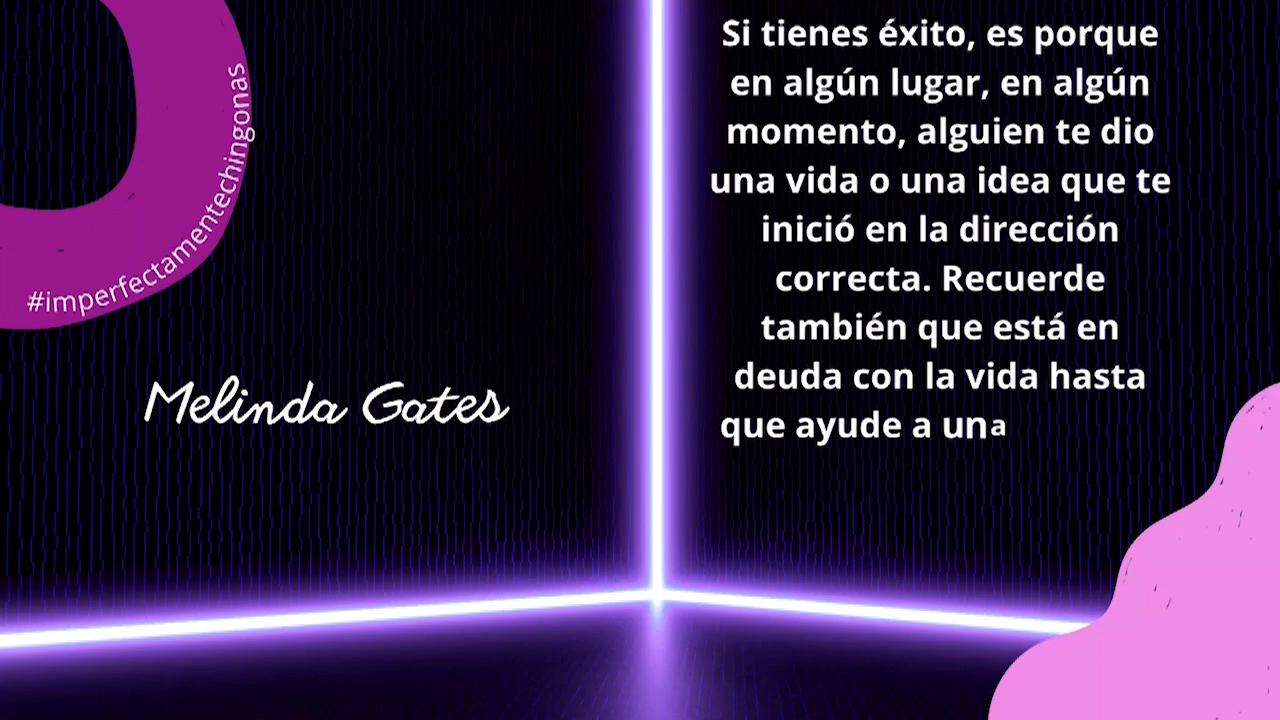 #imperfectamentechingonas
Melinda Gates
Si tienes éxito, es porque
en algún lugar, en algún
momento, alguien te dio
una vida o una idea que te
inició en la dirección
correcta. Recuerde
también que está en
deuda con la vida hasta
que ayude a una